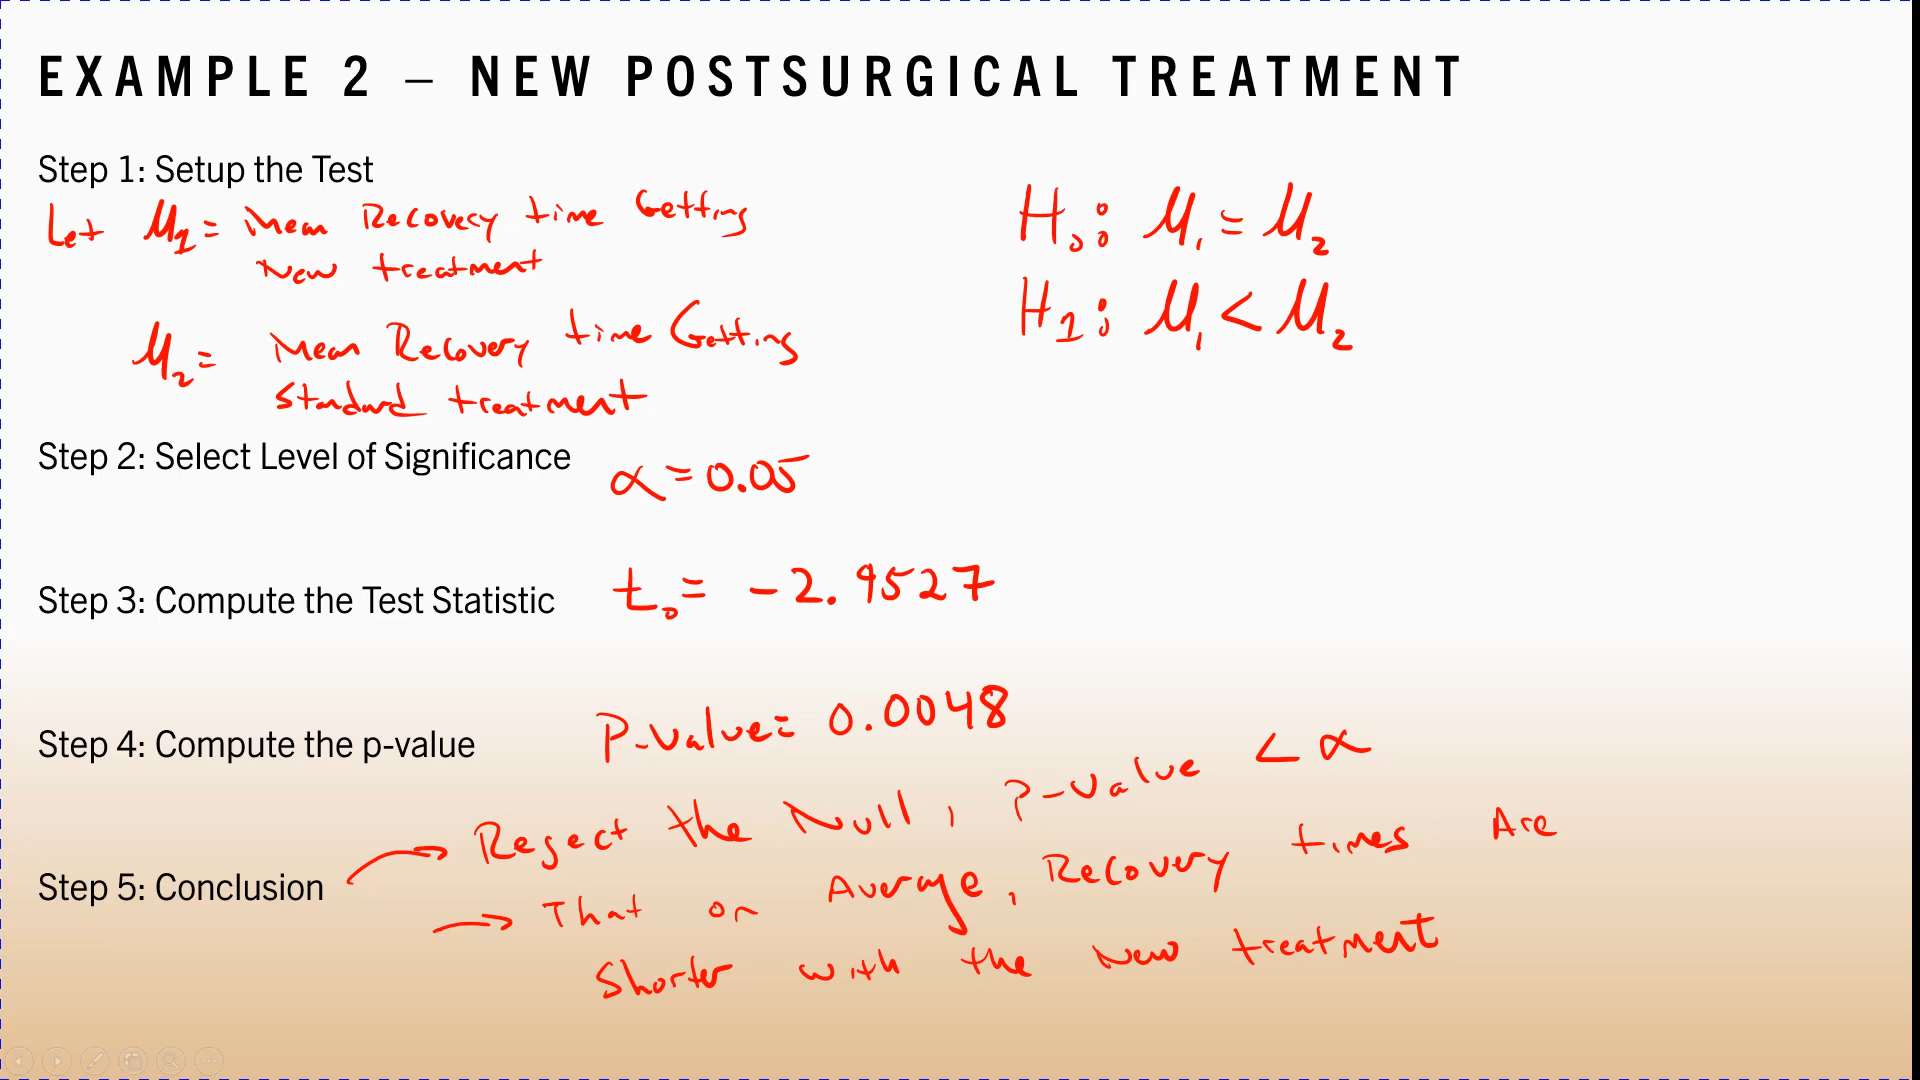 EXAMPLE 2 – NEW POSTSURGICAL TREATMENT
Step 1: Setup the Test
Let μ₁ = Mean Recovery time Getting
New treatment
μ₂ = Mean Recovery time Getting
Standard treatment
H₀: μ₁ = μ₂
H₁: μ₁ < μ₂
Step 2: Select Level of Significance
α = 0.05
Step 3: Compute the Test Statistic
t₀ = -2.9527
Step 4: Compute the p-value
P-value = 0.0048
Step 5: Conclusion
→ Reject the Null, P-value < α
→ That on Average, Recovery times Are
Shorter with the New treatment